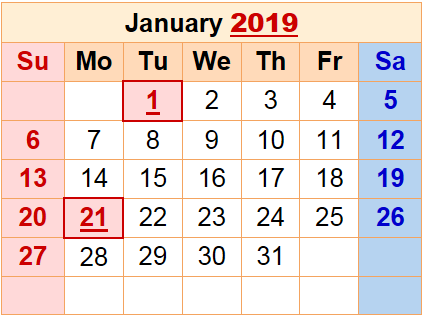 January 2019
Su Mo Tu We Th Fr Sa
1 2 3 4 5
6 7 8 9 10 11 12
13 14 15 16 17 18 19
20 21 22 23 24 25 26
27 28 29 30 31